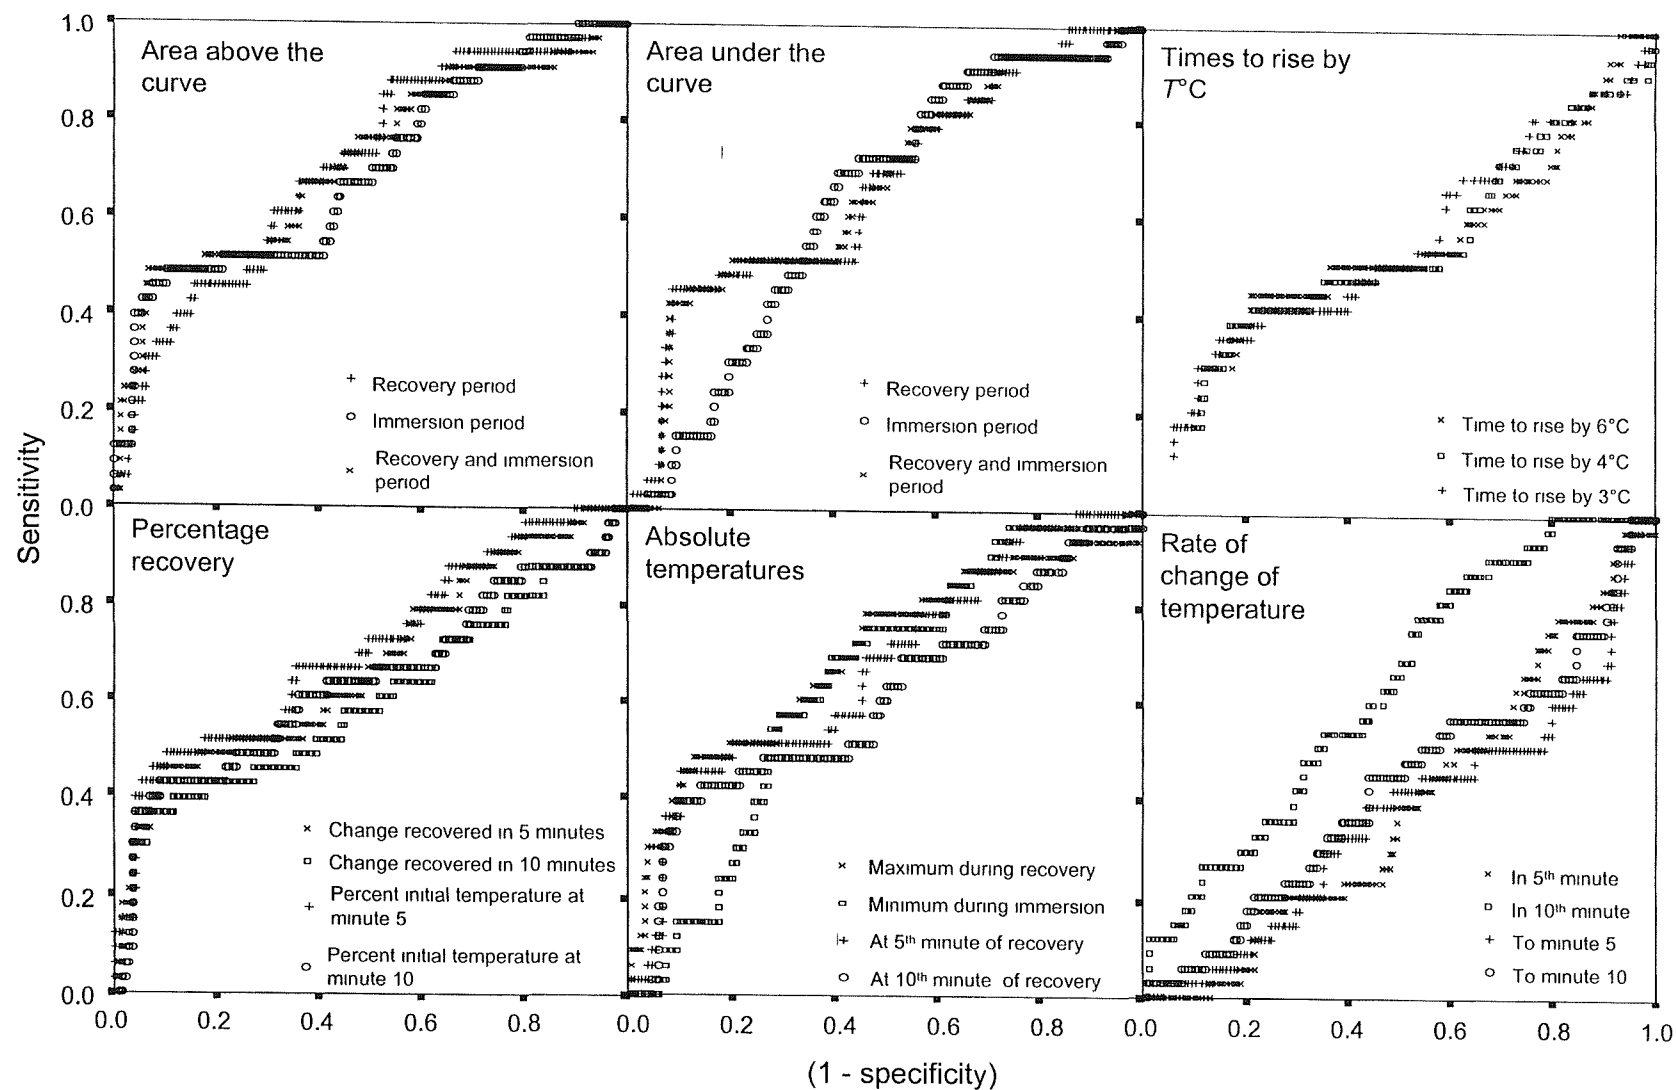 Area above the
curve
Area under the
curve
Times to rise by
T°C
+ Recovery period
o Immersion period
× Recovery and immersion
period
+ Recovery period
o Immersion period
× Recovery and immersion
period
× Time to rise by 6°C
□ Time to rise by 4°C
+ Time to rise by 3°C
Percentage
recovery
Absolute
temperatures
Rate of
change of
temperature
× Change recovered in 5 minutes
□ Change recovered in 10 minutes
+ Percent initial temperature at
minute 5
o Percent initial temperature at
minute 10
× Maximum during recovery
□ Minimum during immersion
+ At 5th minute of recovery
o At 10th minute of recovery
× In 5th minute
□ In 10th minute
+ To minute 5
o To minute 10
Sensitivity
1.0
0.8
0.6
0.4
0.2
0.0
0.8
0.6
0.4
0.2
0.0
0.0 0.2 0.4 0.6 0.8 0.0 0.2 0.4 0.6 0.8 0.0 0.2 0.4 0.6 0.8 1.0
(1 - specificity)